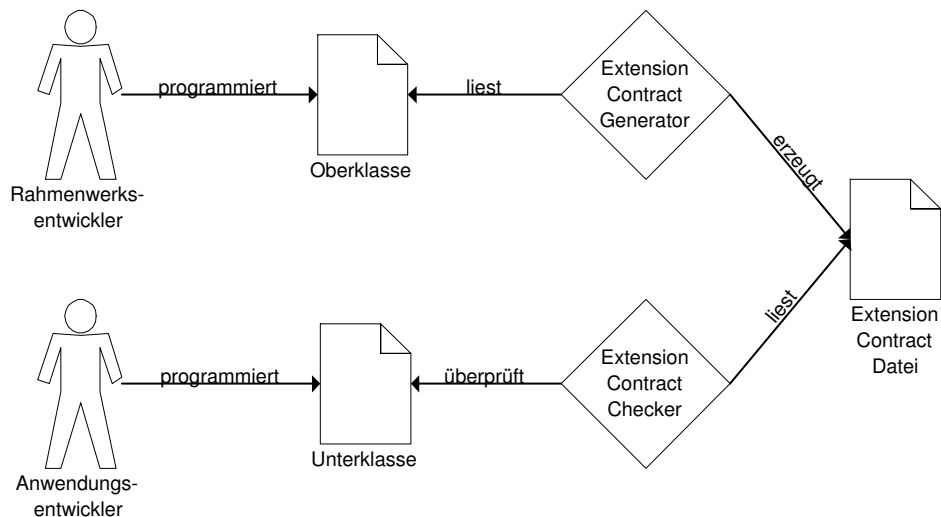 programmiert
liest
Extension
Contract
Generator
Oberklasse
Rahmenwerks-
entwickler
erzeugt
programmiert
überprüft
Extension
Contract
Checker
liest
Extension
Contract
Datei
Unterklasse
Anwendungs-
entwickler